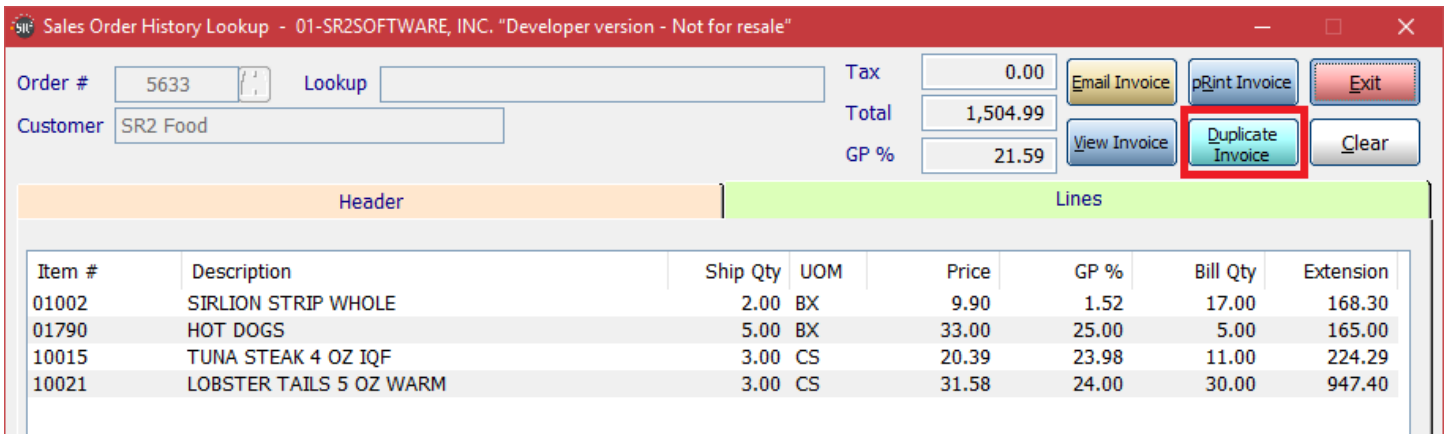 SR2 Sales Order History Lookup - 01-SR2SOFTWARE, INC. "Developer version - Not for resale"
Order # 5633 Lookup Tax 0.00 Email Invoice pRint Invoice Exit
Customer SR2 Food Total 1,504.99
GP % 21.59 View Invoice Duplicate Invoice Clear
Header Lines
Item # Description Ship Qty UOM Price GP % Bill Qty Extension
01002 SIRLION STRIP WHOLE 2.00 BX 9.90 1.52 17.00 168.30
01790 HOT DOGS 5.00 BX 33.00 25.00 5.00 165.00
10015 TUNA STEAK 4 OZ IQF 3.00 CS 20.39 23.98 11.00 224.29
10021 LOBSTER TAILS 5 OZ WARM 3.00 CS 31.58 24.00 30.00 947.40